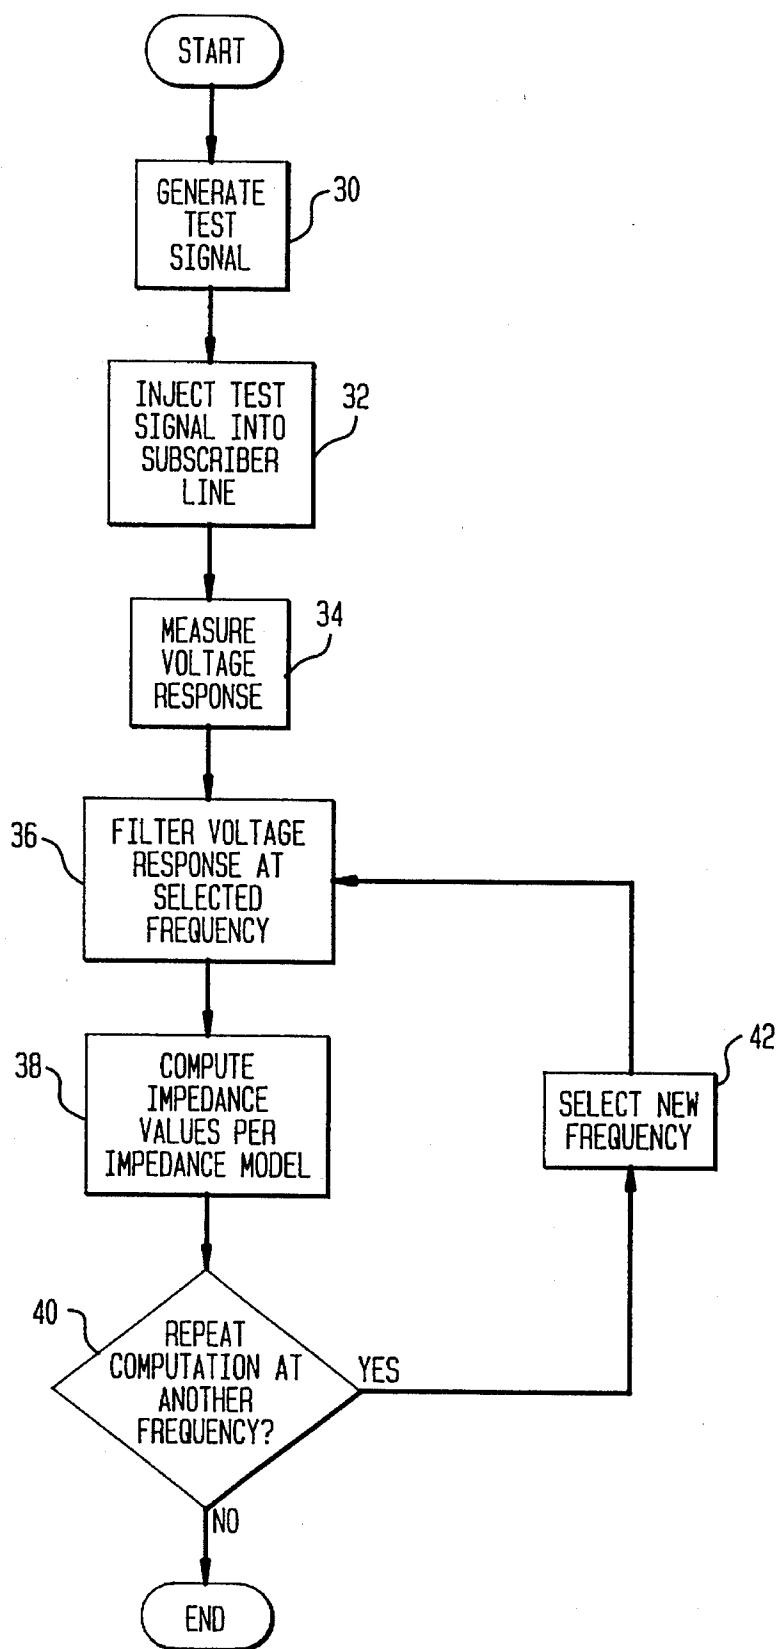 START
GENERATE
TEST
SIGNAL
30
INJECT TEST
SIGNAL INTO
SUBSCRIBER
LINE
32
MEASURE
VOLTAGE
RESPONSE
34
36
FILTER VOLTAGE
RESPONSE AT
SELECTED
FREQUENCY
38
COMPUTE
IMPEDANCE
VALUES PER
IMPEDANCE MODEL
42
SELECT NEW
FREQUENCY
40
REPEAT
COMPUTATION AT
ANOTHER
FREQUENCY?
YES
NO
END